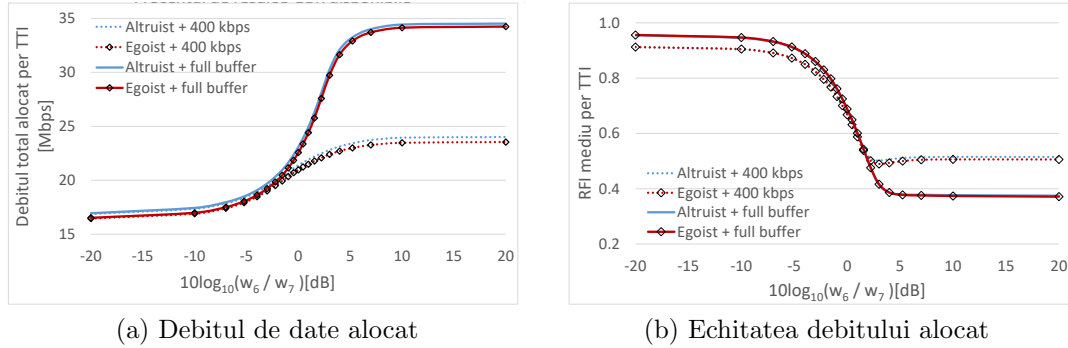 Debitul total alocat per TTI
[Mbps]
35
30
25
20
15
Altruist + 400 kbps
Egoist + 400 kbps
Altruist + full buffer
Egoist + full buffer
-20
-15
-10
-5
0
5
10
15
20
10log10(w6 / w7 )[dB]
(a) Debitul de date alocat
RFI mediu per TTI
1.0
0.8
0.6
0.4
0.2
Altruist + 400 kbps
Egoist + 400 kbps
Altruist + full buffer
Egoist + full buffer
-20
-15
-10
-5
0
5
10
15
20
10log10(w6 / w7 )[dB]
(b) Echitatea debitului alocat